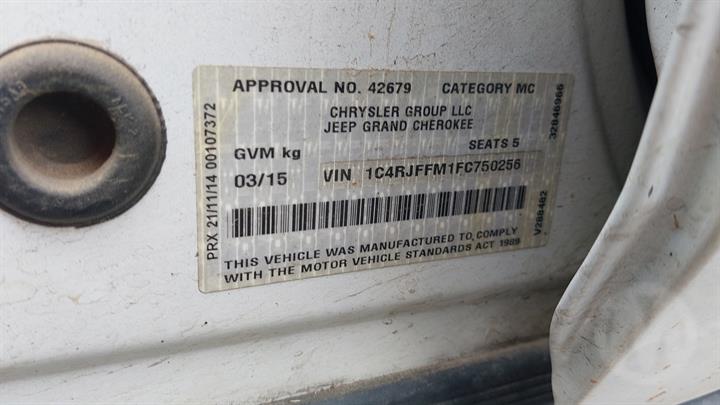 APPROVAL NO. 42679 CATEGORY MC
CHRYSLER GROUP LLC
JEEP GRAND CHEROKEE
GVM kg SEATS 5
03/15 VIN 1C4RJFFM1FC750256
THIS VEHICLE WAS MANUFACTURED TO COMPLY
WITH THE MOTOR VEHICLE STANDARDS ACT 1989
PRX 21/11/14 00107372
32846966
V288482